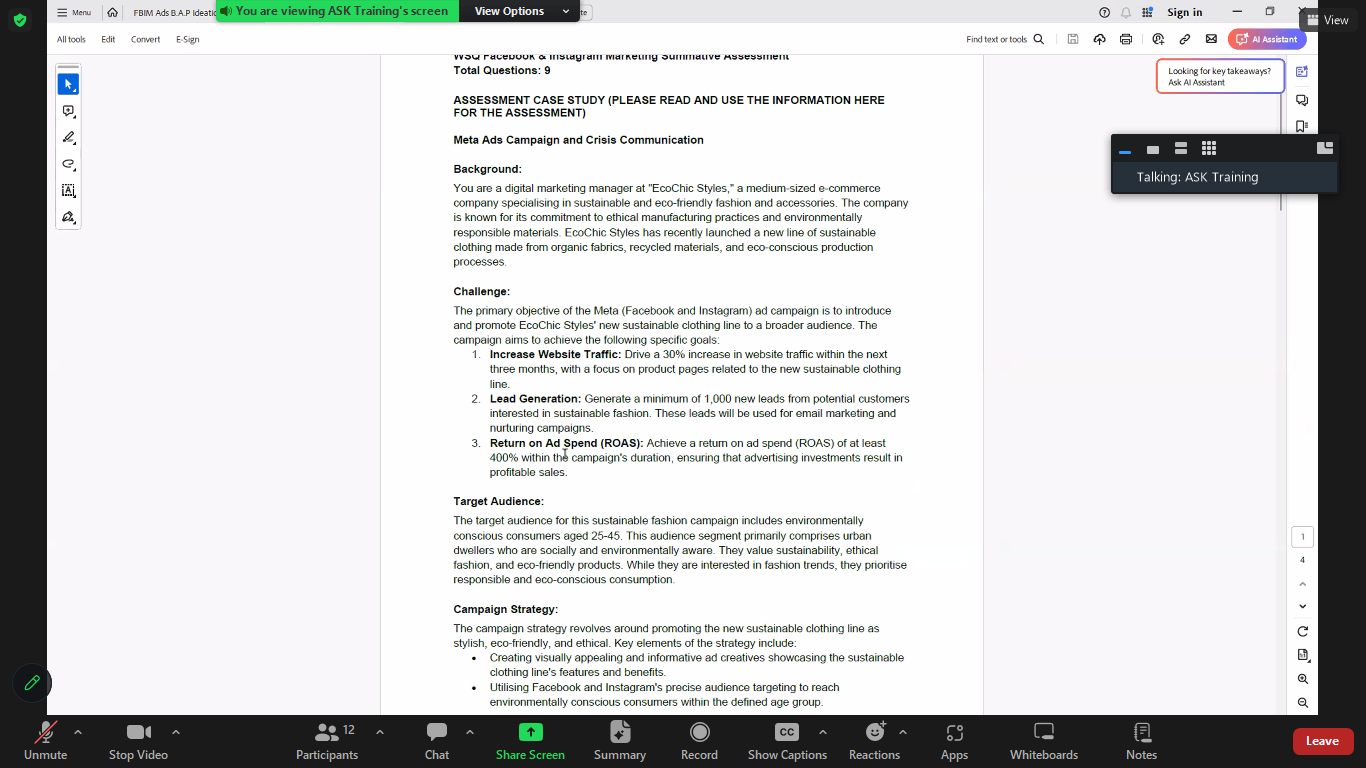 You are viewing ASK Training's screen
View Options
Menu
FBIM Ads B.A.P Ideatic
Sign in
View
All tools
Edit
Convert
E-Sign
Find text or tools
AI Assistant
Looking for key takeaways?
Ask AI Assistant
Talking: ASK Training
WSQ Facebook & Instagram Marketing Summative Assessment
Total Questions: 9
ASSESSMENT CASE STUDY (PLEASE READ AND USE THE INFORMATION HERE
FOR THE ASSESSMENT)
Meta Ads Campaign and Crisis Communication
Background:
You are a digital marketing manager at "EcoChic Styles," a medium-sized e-commerce
company specialising in sustainable and eco-friendly fashion and accessories. The company
is known for its commitment to ethical manufacturing practices and environmentally
responsible materials. EcoChic Styles has recently launched a new line of sustainable
clothing made from organic fabrics, recycled materials, and eco-conscious production
processes.
Challenge:
The primary objective of the Meta (Facebook and Instagram) ad campaign is to introduce
and promote EcoChic Styles' new sustainable clothing line to a broader audience. The
campaign aims to achieve the following specific goals:
1. Increase Website Traffic: Drive a 30% increase in website traffic within the next
three months, with a focus on product pages related to the new sustainable clothing
line.
2. Lead Generation: Generate a minimum of 1,000 new leads from potential customers
interested in sustainable fashion. These leads will be used for email marketing and
nurturing campaigns.
3. Return on Ad Spend (ROAS): Achieve a return on ad spend (ROAS) of at least
400% within the campaign's duration, ensuring that advertising investments result in
profitable sales.
Target Audience:
The target audience for this sustainable fashion campaign includes environmentally
conscious consumers aged 25-45. This audience segment primarily comprises urban
dwellers who are socially and environmentally aware. They value sustainability, ethical
fashion, and eco-friendly products. While they are interested in fashion trends, they prioritise
responsible and eco-conscious consumption.
Campaign Strategy:
The campaign strategy revolves around promoting the new sustainable clothing line as
stylish, eco-friendly, and ethical. Key elements of the strategy include:
• Creating visually appealing and informative ad creatives showcasing the sustainable
clothing line's features and benefits.
• Utilising Facebook and Instagram's precise audience targeting to reach
environmentally conscious consumers within the defined age group.
1
4
Unmute
Stop Video
12
Participants
Chat
Share Screen
Summary
Record
CC
Show Captions
Reactions
Apps
Whiteboards
Notes
Leave